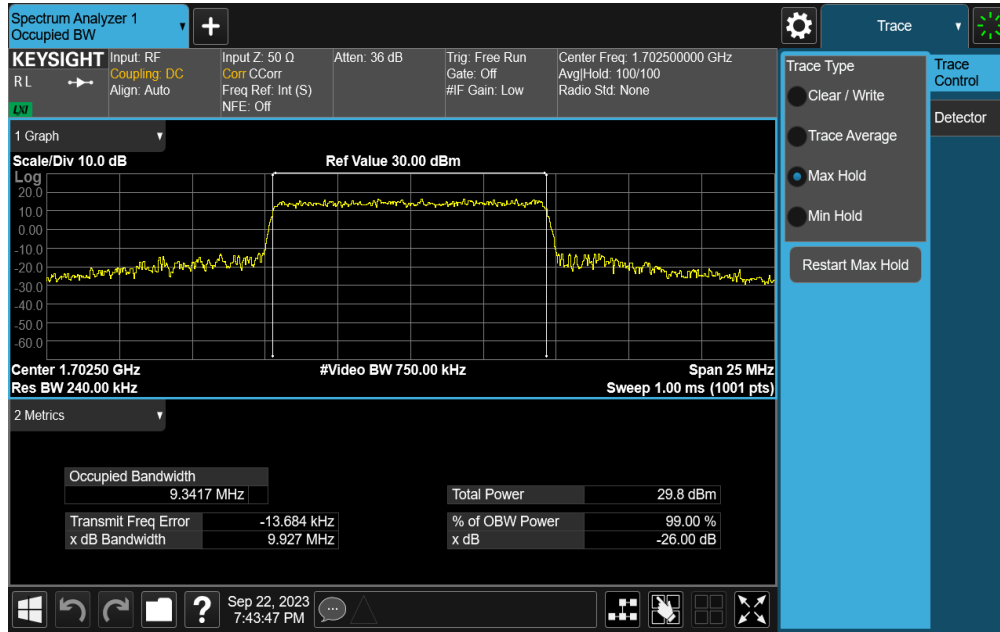 Spectrum Analyzer 1
Occupied BW
+
Trace
KEYSIGHT
R L
LXI
Input: RF
Coupling: DC
Align: Auto
Input Z: 50 Ω
Corr CCorr
Freq Ref: Int (S)
NFE: Off
Atten: 36 dB
Trig: Free Run
Gate: Off
#IF Gain: Low
Center Freq: 1.702500000 GHz
Avg|Hold: 100/100
Radio Std: None
Trace Type
Clear / Write
Trace Average
Max Hold
Min Hold
Restart Max Hold
Trace
Control
Detector
1 Graph
Scale/Div 10.0 dB
Ref Value 30.00 dBm
Log
20.0
10.0
0.00
-10.0
-20.0
-30.0
-40.0
-50.0
-60.0
Center 1.70250 GHz
#Video BW 750.00 kHz
Span 25 MHz
Res BW 240.00 kHz
Sweep 1.00 ms (1001 pts)
2 Metrics
Occupied Bandwidth
9.3417 MHz
Total Power 29.8 dBm
Transmit Freq Error -13.684 kHz
% of OBW Power 99.00 %
x dB Bandwidth 9.927 MHz
x dB -26.00 dB
?
Sep 22, 2023
7:43:47 PM